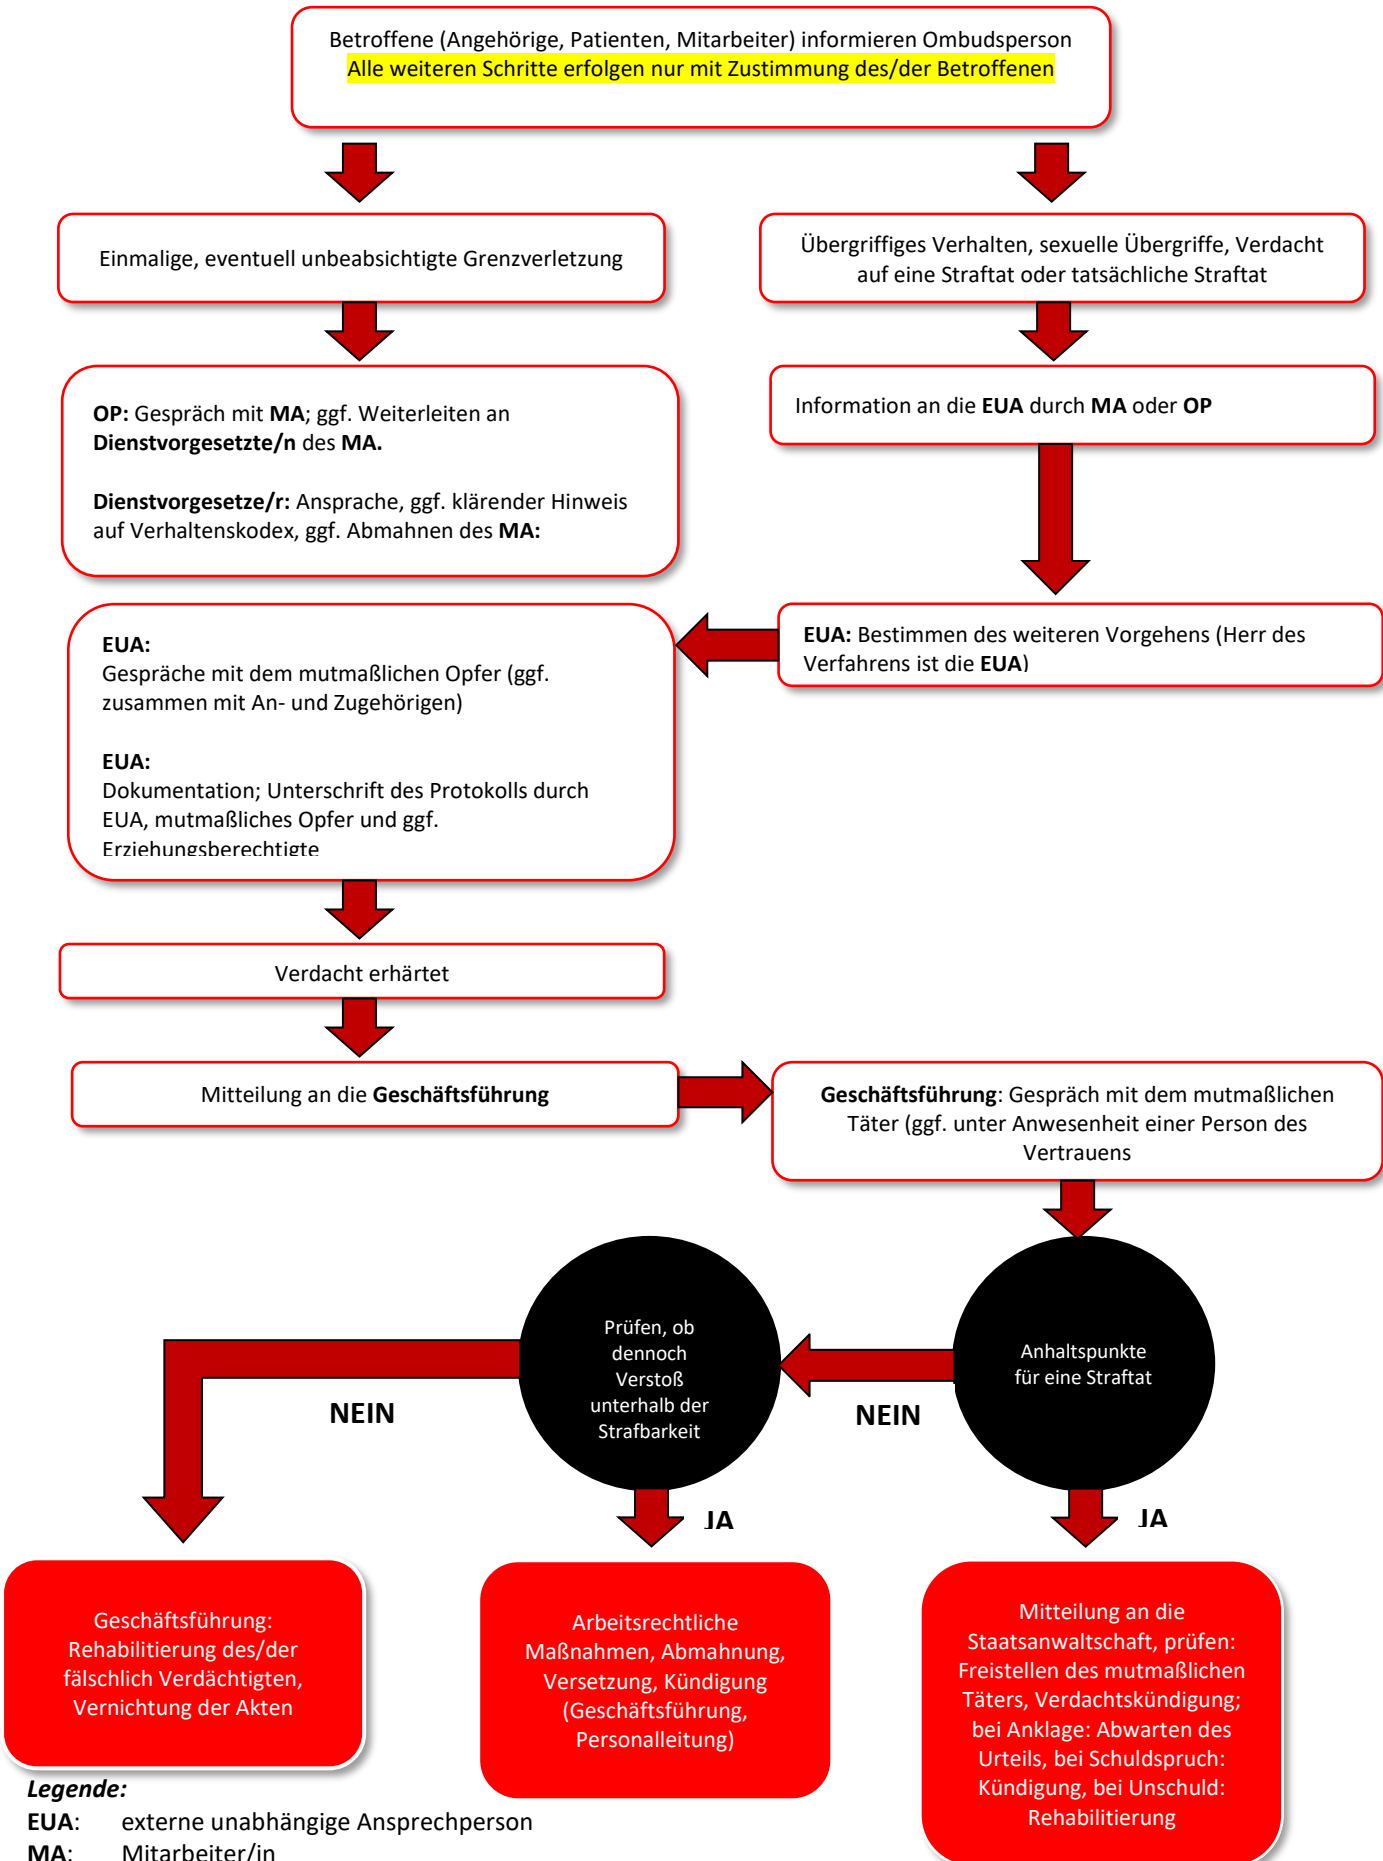 Betroffene (Angehörige, Patienten, Mitarbeiter) informieren Ombudsperson
Alle weiteren Schritte erfolgen nur mit Zustimmung des/der Betroffenen
Einmalige, eventuell unbeabsichtigte Grenzverletzung
Übergriffiges Verhalten, sexuelle Übergriffe, Verdacht
auf eine Straftat oder tatsächliche Straftat
OP: Gespräch mit MA; ggf. Weiterleiten an
Dienstvorgesetzte/n des MA.
Dienstvorgesetze/r: Ansprache, ggf. klärender Hinweis
auf Verhaltenskodex, ggf. Abmahnen des MA:
Information an die EUA durch MA oder OP
EUA: Bestimmen des weiteren Vorgehens (Herr des
Verfahrens ist die EUA)
EUA:
Gespräche mit dem mutmaßlichen Opfer (ggf.
zusammen mit An- und Zugehörigen)
EUA:
Dokumentation; Unterschrift des Protokolls durch
EUA, mutmaßliches Opfer und ggf.
Erziehungsberechtigte
Verdacht erhärtet
Mitteilung an die Geschäftsführung
Geschäftsführung: Gespräch mit dem mutmaßlichen
Täter (ggf. unter Anwesenheit einer Person des
Vertrauens
Anhaltspunkte
für eine Straftat
NEIN
Prüfen, ob
dennoch
Verstoß
unterhalb der
Strafbarkeit
NEIN
JA
JA
Geschäftsführung:
Rehabilitierung des/der
fälschlich Verdächtigten,
Vernichtung der Akten
Arbeitsrechtliche
Maßnahmen, Abmahnung,
Versetzung, Kündigung
(Geschäftsführung,
Personalleitung)
Mitteilung an die
Staatsanwaltschaft, prüfen:
Freistellen des mutmaßlichen
Täters, Verdachtskündigung;
bei Anklage: Abwarten des
Urteils, bei Schuldspruch:
Kündigung, bei Unschuld:
Rehabilitierung
Legende:
EUA: externe unabhängige Ansprechperson
MA: Mitarbeiter/in